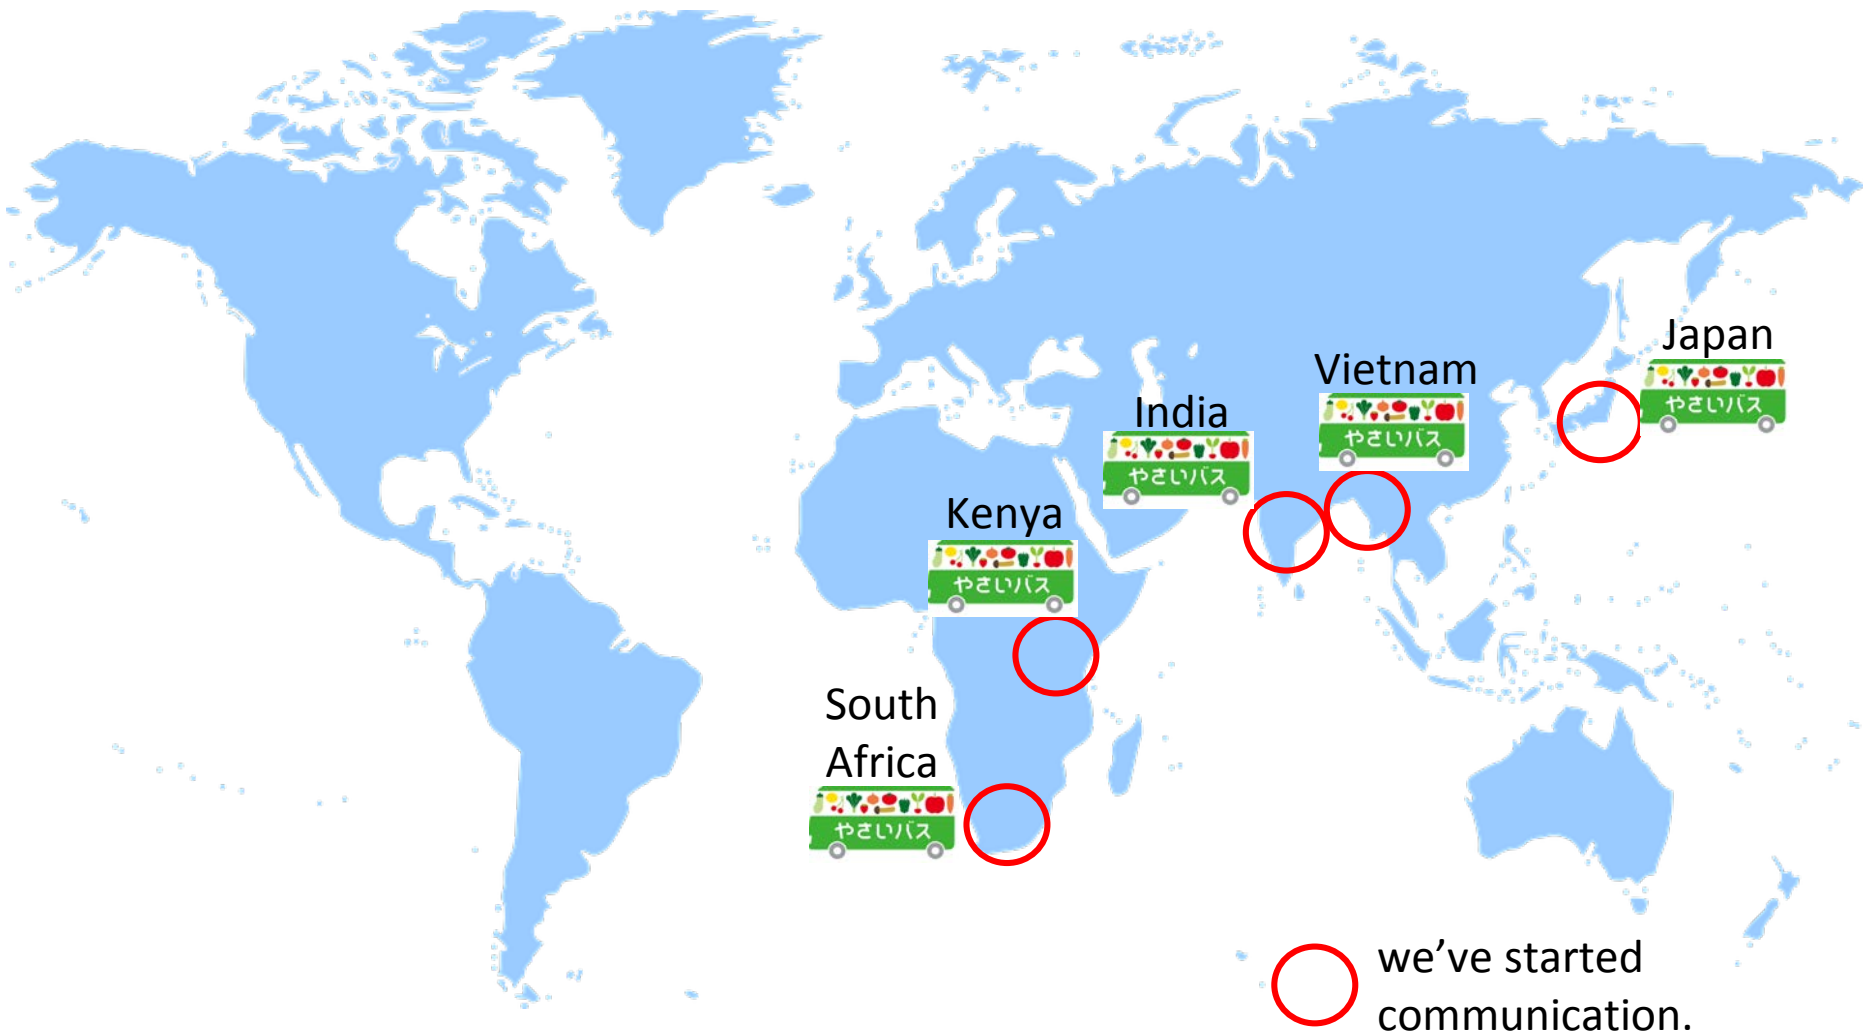 Japan
やさいバス
Vietnam
やさいバス
India
やさいバス
Kenya
やさいバス
South
Africa
やさいバス
we’ve started
communication.